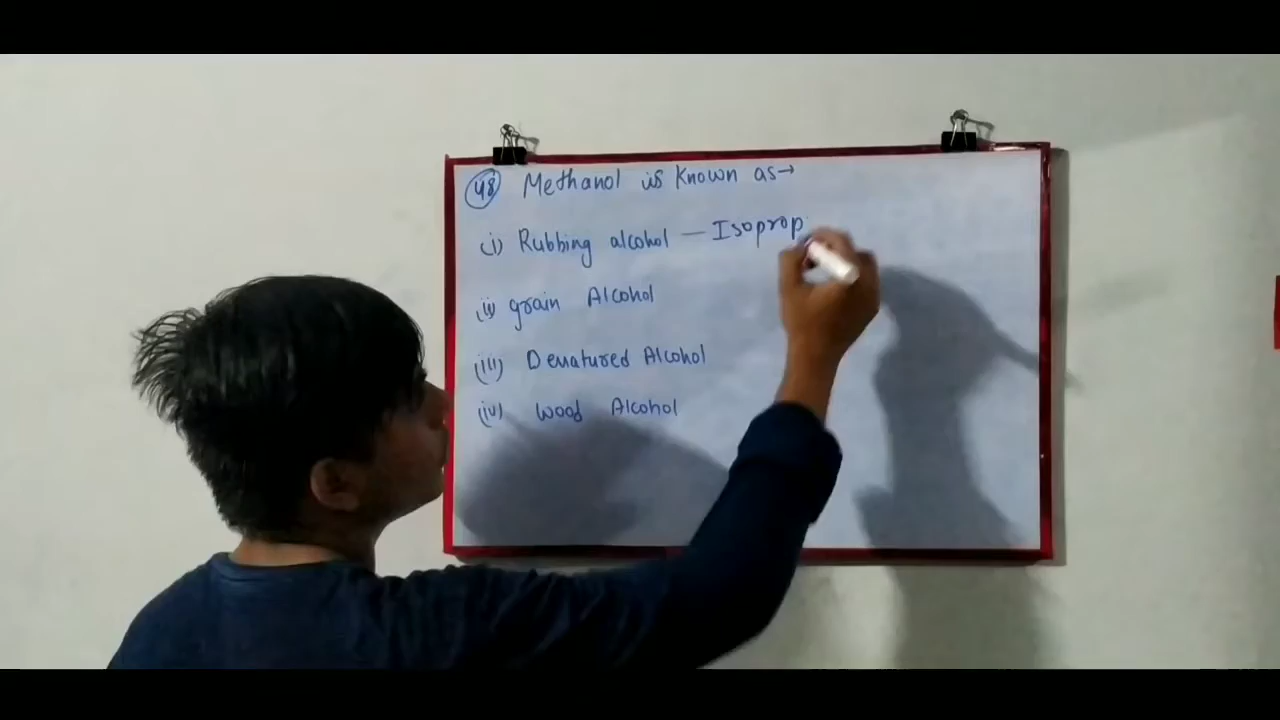 48 Methanol is Known as→
(i) Rubbing alcohol — Isoprop
(ii) grain Alcohol
(iii) Denatured Alcohol
(iv) Wood Alcohol